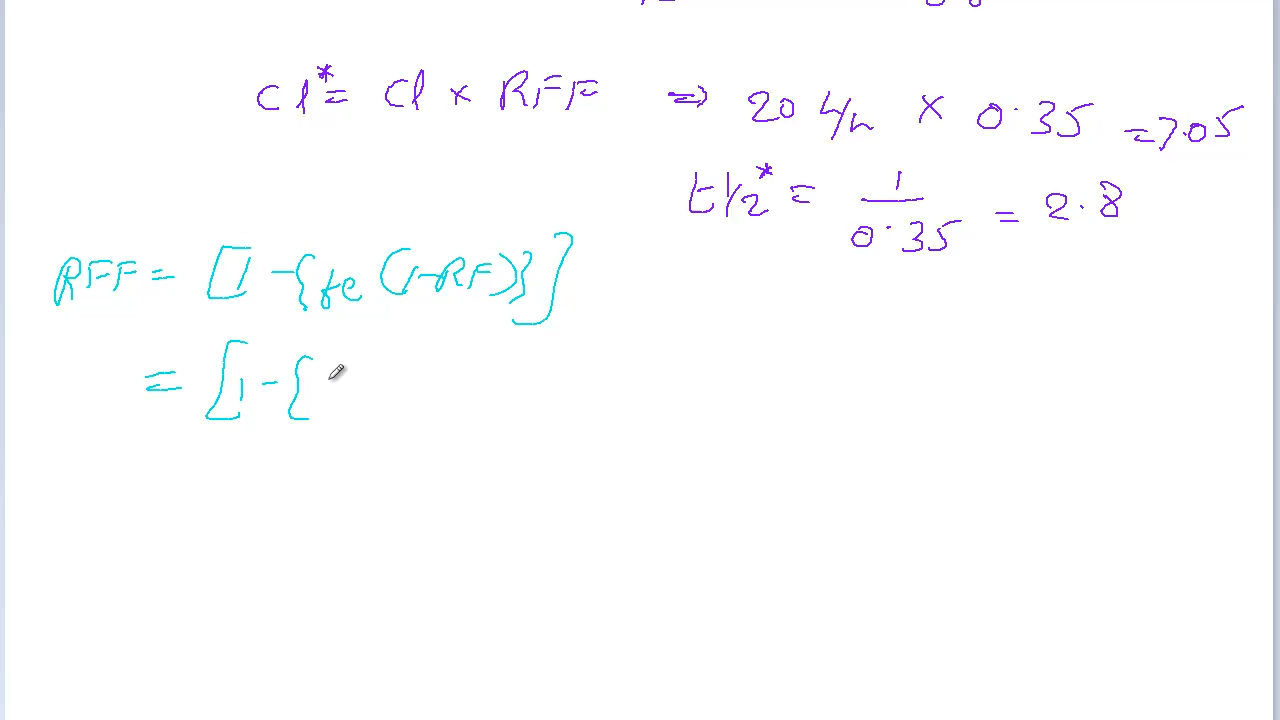 Cl* = Cl × RFF ⇒ 20 L/h × 0.35 = 7.05
t1/2* = 1/0.35 = 2.8
RFF = [1 - {fe (1-RF)}]
= [1 - {